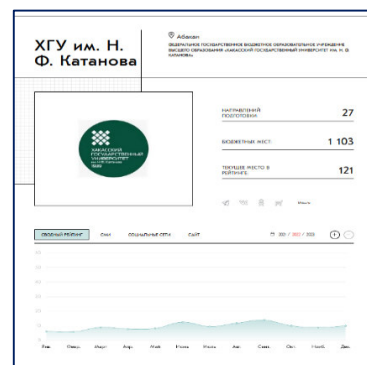 ХГУ им. Н.
Ф. Катанова
Абакан
ФЕДЕРАЛЬНОЕ ГОСУДАРСТВЕННОЕ БЮДЖЕТНОЕ ОБРАЗОВАТЕЛЬНОЕ УЧРЕЖДЕНИЕ
ВЫСШЕГО ОБРАЗОВАНИЯ «ХАКАССКИЙ ГОСУДАРСТВЕННЫЙ УНИВЕРСИТЕТ ИМ. Н. Ф.
КАТАНОВА»
ХАКАССКИЙ
ГОСУДАРСТВЕННЫЙ
УНИВЕРСИТЕТ
НАПРАВЛЕНИЙ
ПОДГОТОВКИ
27
БЮДЖЕТНЫХ МЕСТ:
1 103
ТЕКУЩЕЕ МЕСТО В
РЕЙТИНГЕ
121
СВОДНЫЙ РЕЙТИНГ
СМИ
СОЦИАЛЬНЫЕ СЕТИ
САЙТ
Янв. Февр. Март Апр. Май Июнь Июль Авг. Сент. Окт. Нояб. Дек.